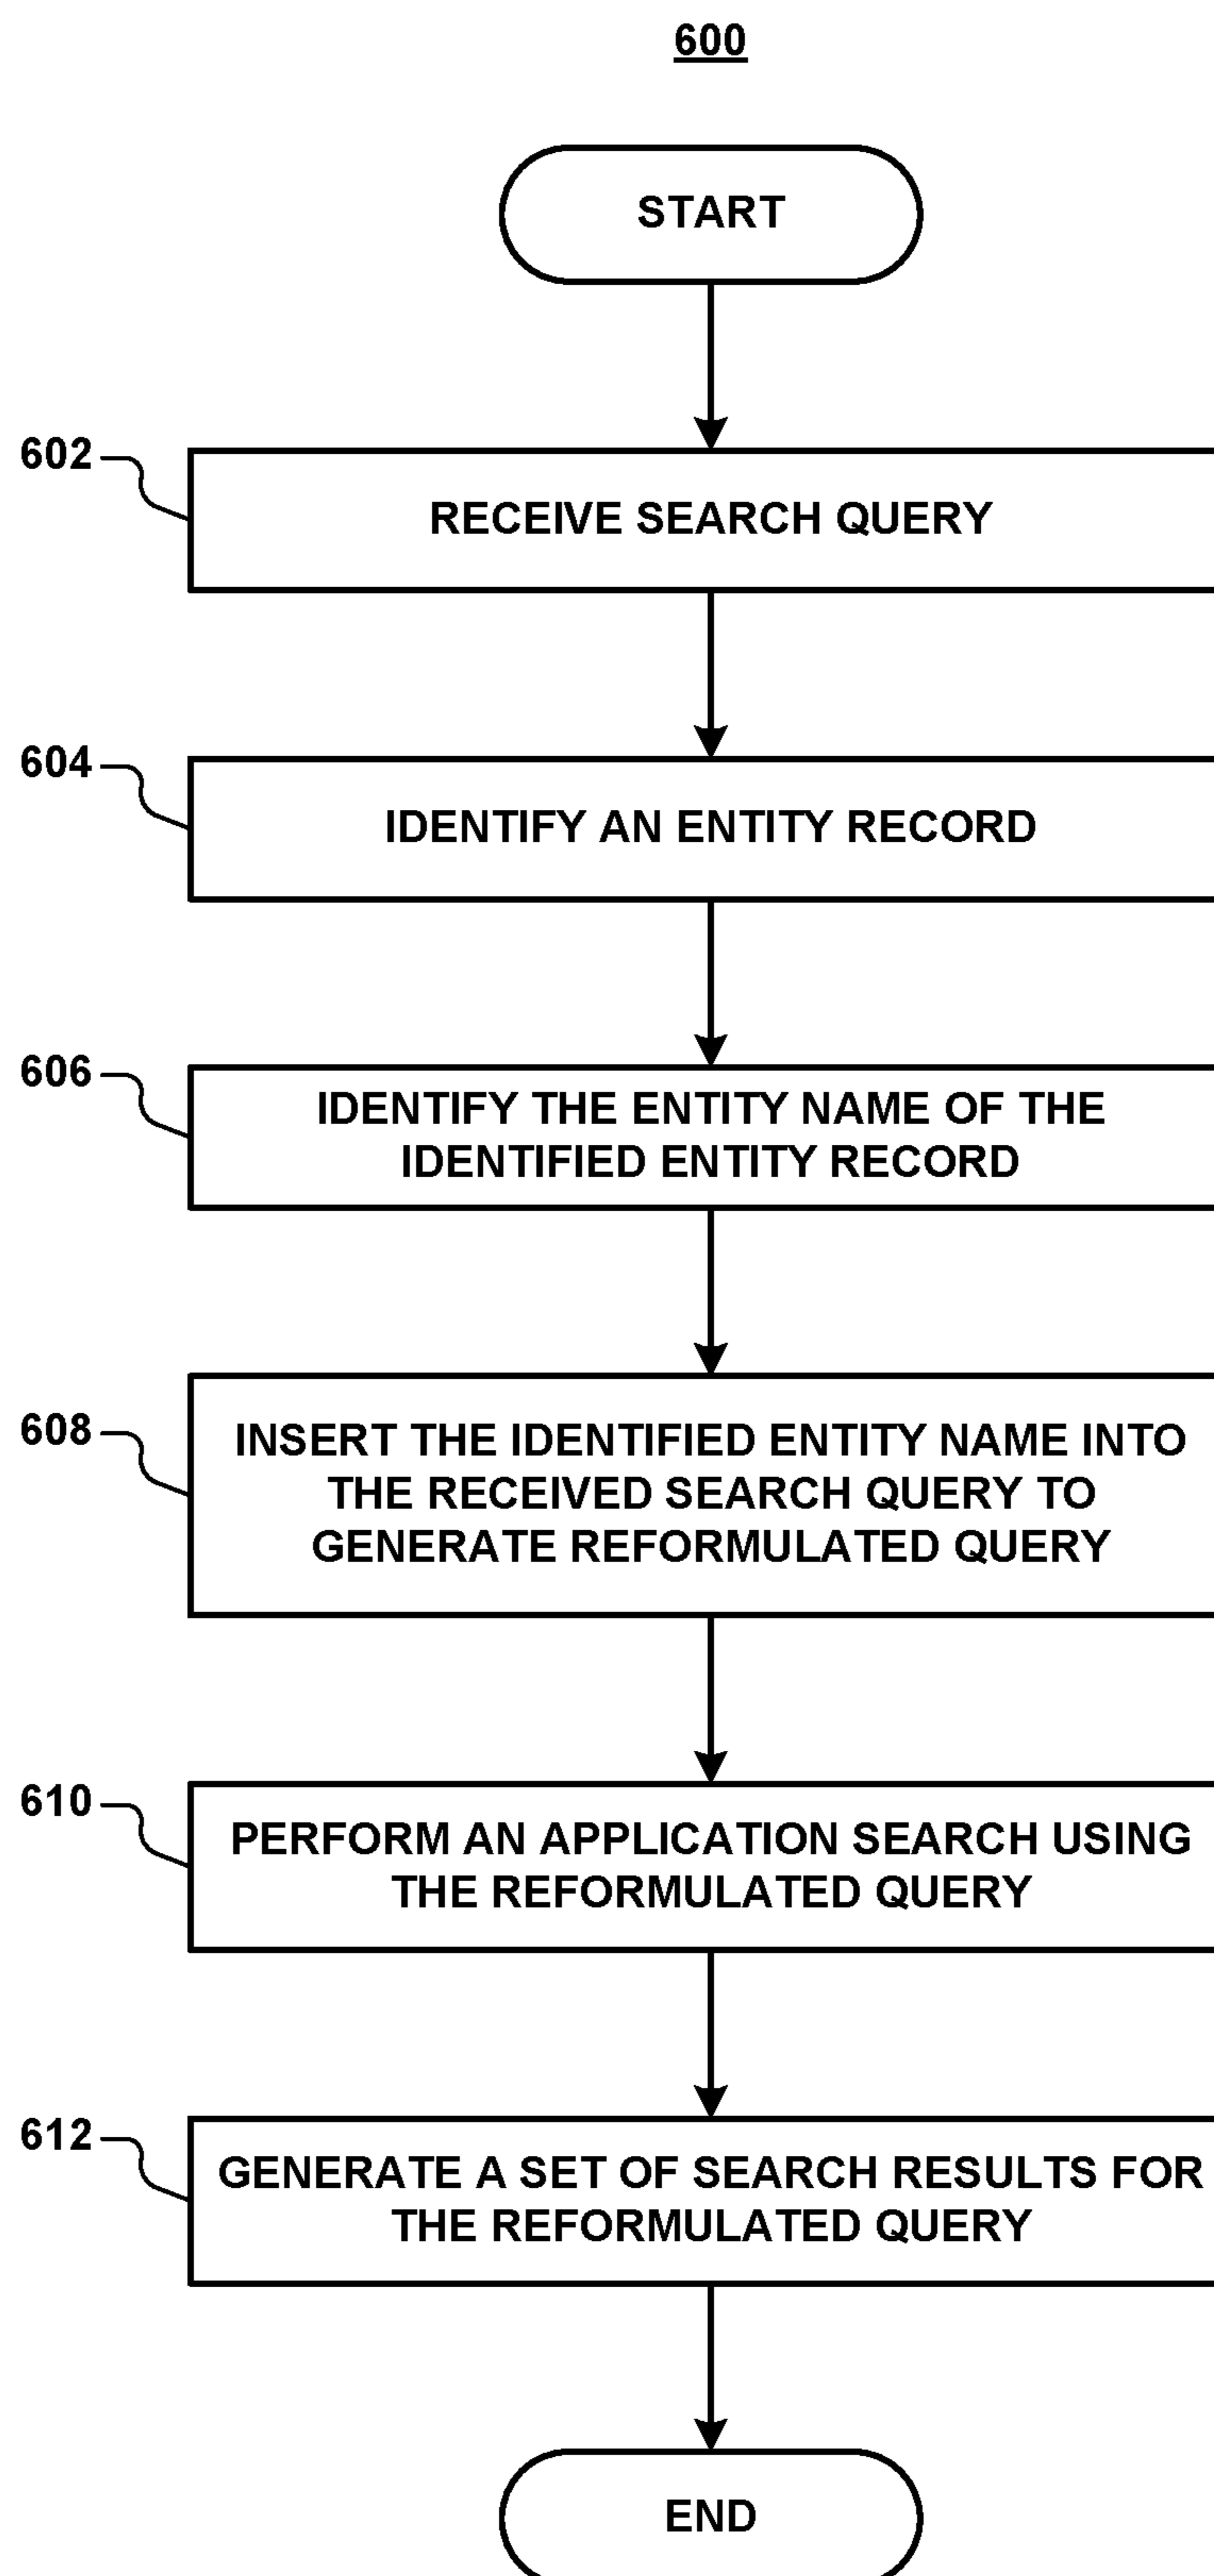 600
START
602
RECEIVE SEARCH QUERY
604
IDENTIFY AN ENTITY RECORD
606
IDENTIFY THE ENTITY NAME OF THE
IDENTIFIED ENTITY RECORD
608
INSERT THE IDENTIFIED ENTITY NAME INTO
THE RECEIVED SEARCH QUERY TO
GENERATE REFORMULATED QUERY
610
PERFORM AN APPLICATION SEARCH USING
THE REFORMULATED QUERY
612
GENERATE A SET OF SEARCH RESULTS FOR
THE REFORMULATED QUERY
END